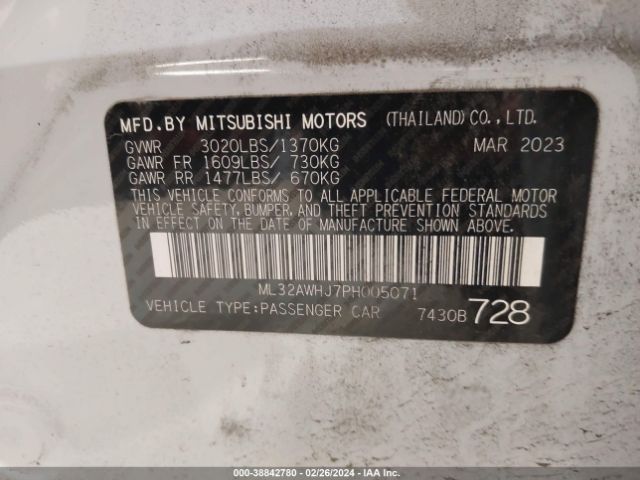 MFD.BY MITSUBISHI MOTORS (THAILAND)CO.,LTD.
GVWR 3020LBS/1370KG MAR 2023
GAWR FR 1609LBS/ 730KG
GAWR RR 1477LBS/ 670KG
THIS VEHICLE CONFORMS TO ALL APPLICABLE FEDERAL MOTOR
VEHICLE SAFETY, BUMPER, AND THEFT PREVENTION STANDARDS
IN EFFECT ON THE DATE OF MANUFACTURE SHOWN ABOVE.
ML32AWHJ7PH005071
VEHICLE TYPE:PASSENGER CAR 7430B 728
000-38842780 - 02/26/2024 - IAA Inc.